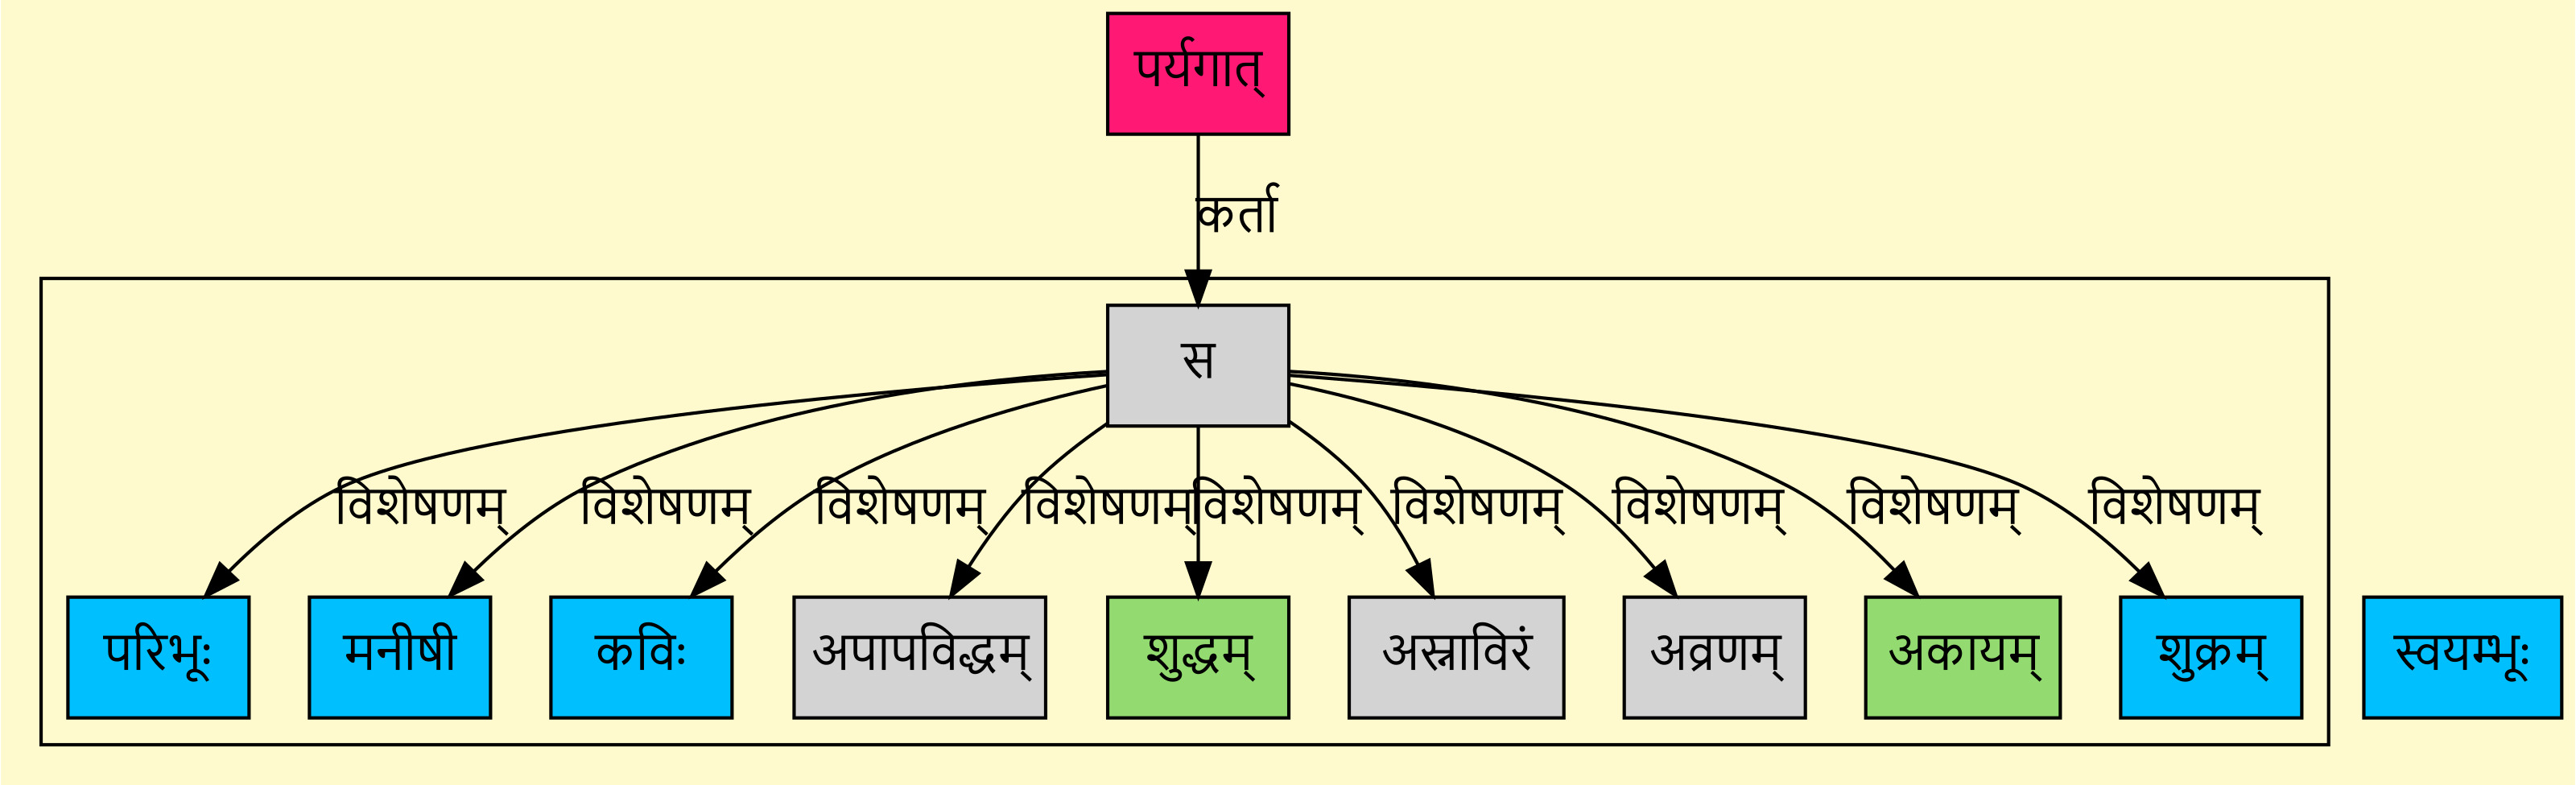 पर्यगात्
कर्ता
स
विशेषणम् विशेषणम् विशेषणम् विशेषणम् विशेषणम् विशेषणम् विशेषणम् विशेषणम् विशेषणम्
परिभूः मनीषी कविः अपापविद्धम् शुद्धम् अस्नाविरं अव्रणम् अकायम् शुक्रम् स्वयम्भूः